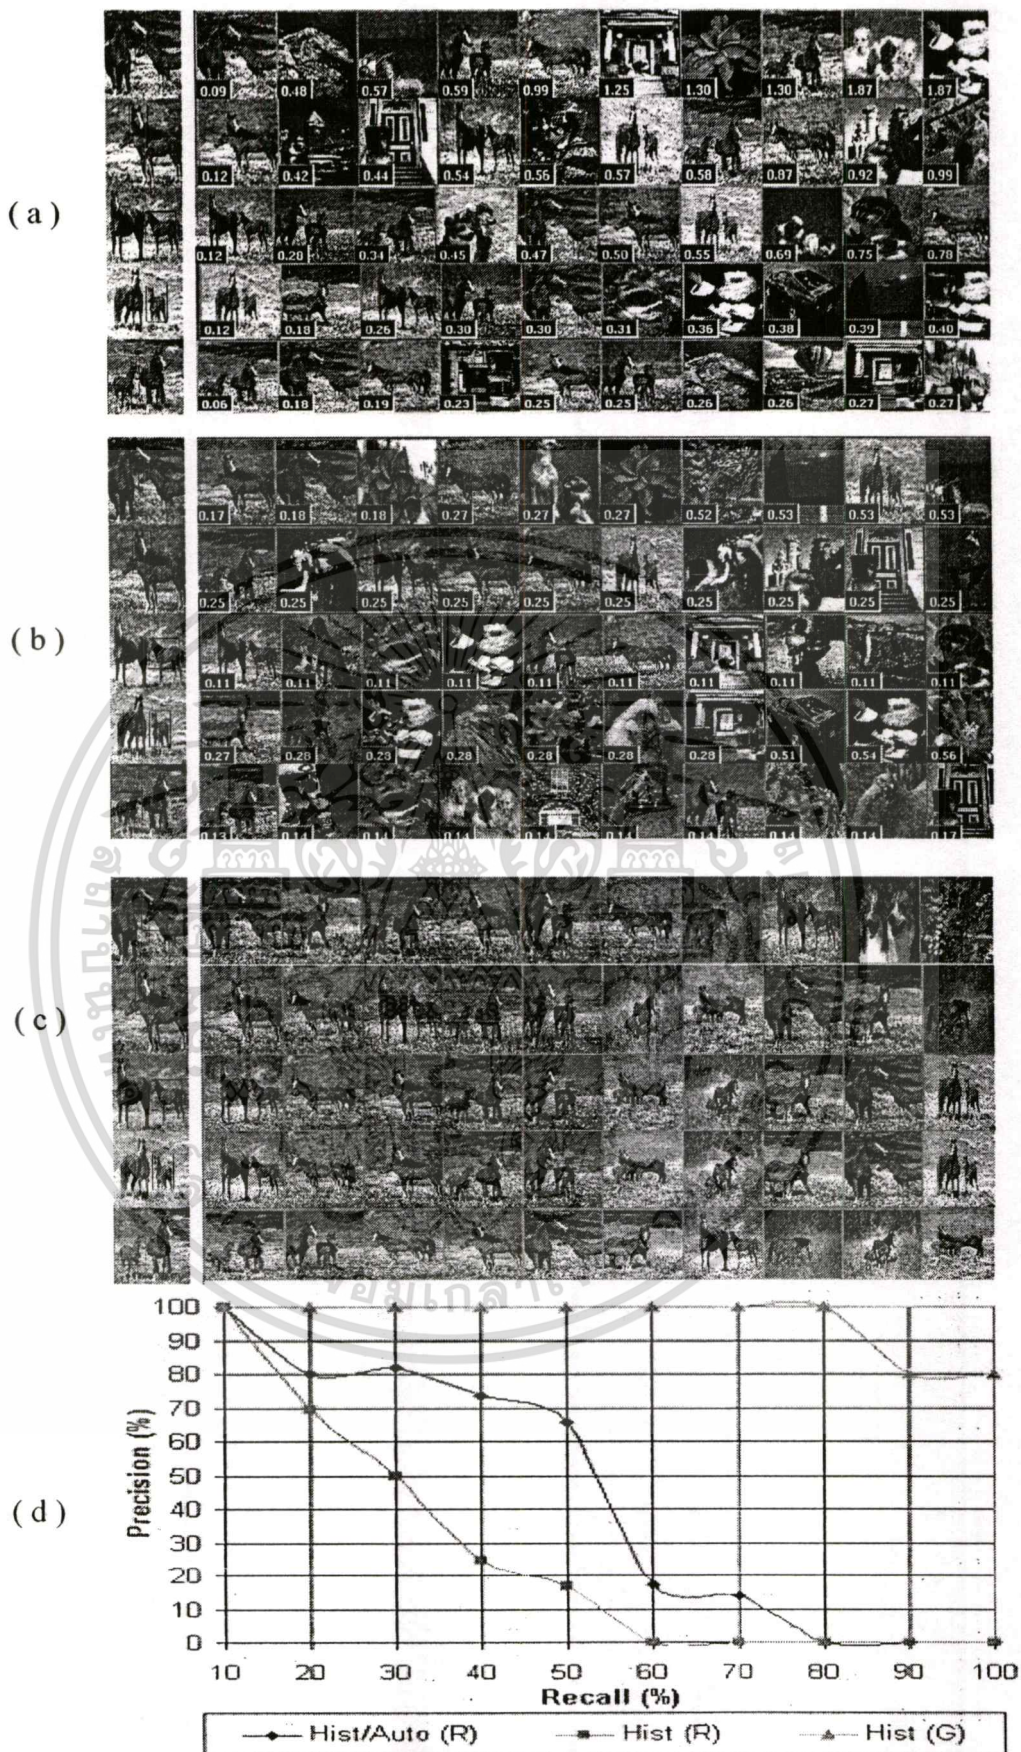 (a)
0.09 0.48 0.57 0.59 0.99 1.25 1.30 1.30 1.87 1.87
0.12 0.42 0.44 0.54 0.56 0.57 0.58 0.87 0.92 0.99
0.12 0.28 0.34 0.45 0.47 0.50 0.55 0.69 0.75 0.78
0.12 0.18 0.26 0.30 0.30 0.31 0.36 0.38 0.39 0.40
0.06 0.18 0.19 0.23 0.25 0.25 0.26 0.26 0.27 0.27
(b)
0.17 0.18 0.18 0.27 0.27 0.27 0.52 0.53 0.53 0.53
0.25 0.25 0.25 0.25 0.25 0.25 0.25 0.25 0.25 0.25
0.11 0.11 0.11 0.11 0.11 0.11 0.11 0.11 0.11 0.11
0.27 0.28 0.28 0.28 0.28 0.28 0.28 0.51 0.54 0.56
(c)
(d)
Precision (%)
100
90
80
70
60
50
40
30
20
10
0
10 20 30 40 50 60 70 80 90 100
Recall (%)
Hist/Auto (R) Hist (R) Hist (G)